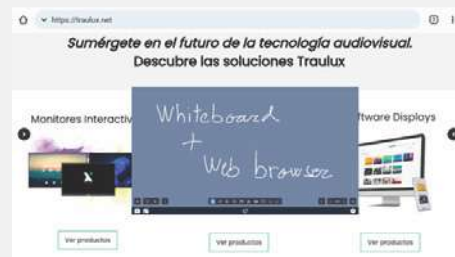 https://traulux.net
Sumérgete en el futuro de la tecnología audiovisual.
Descubre las soluciones Traulux
Monitores Interactiv
tware Displays
Whiteboard
+
Web browser
Ver productos
Ver productos
Ver productos